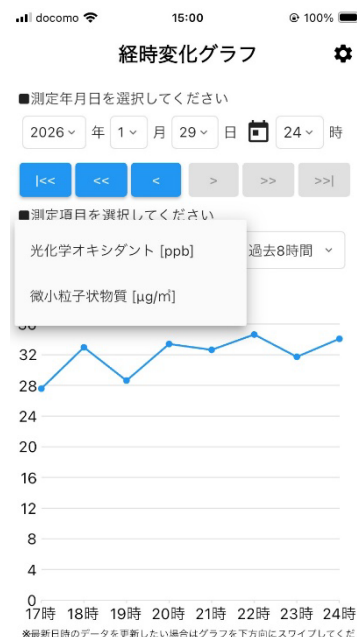 docomo 15:00 100%
経時変化グラフ
■測定年月日を選択してください
2026 年 1 月 29 日 24 時
|<< << < > >> >>|
■測定項目を選択してください
光化学オキシダント [ppb]
過去8時間
微小粒子状物質 [μg/㎥]
36
32
28
24
20
16
12
8
4
0
17時 18時 19時 20時 21時 22時 23時 24時
※最新日時のデータを更新したい場合はグラフを下方向にスワイプしてくだ